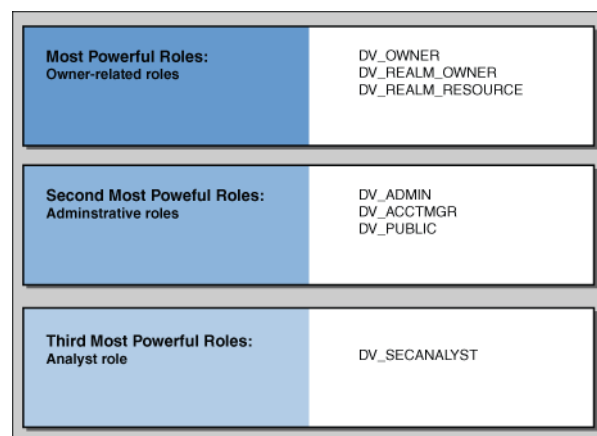 Most Powerful Roles:
Owner-related roles
DV_OWNER
DV_REALM_OWNER
DV_REALM_RESOURCE
Second Most Poweful Roles:
Adminstrative roles
DV_ADMIN
DV_ACCTMGR
DV_PUBLIC
Third Most Powerful Roles:
Analyst role
DV_SECANALYST